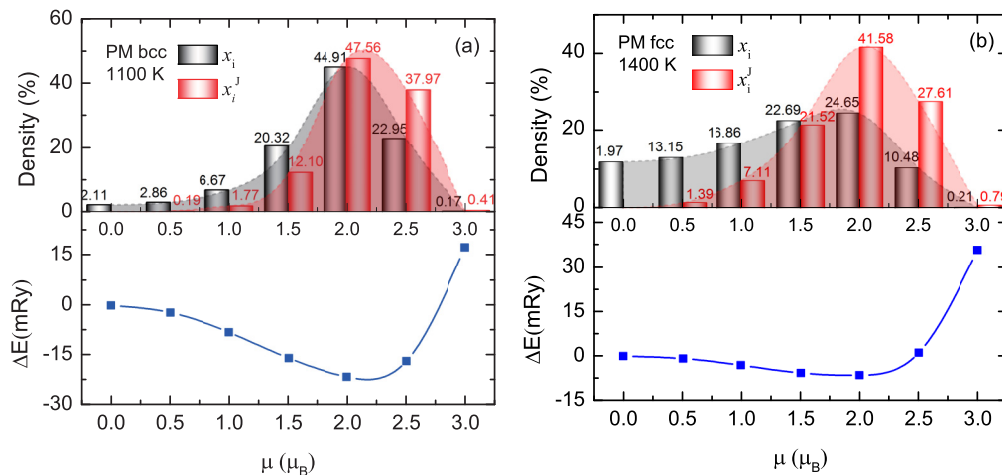 PM bcc
1100 K
x_i
x_i^J
(a)
Density (%)
60
50
40
30
20
10
0
2.11
2.86
6.67
20.32
44.91
22.95
0.17
0.19
1.77
12.10
47.56
37.97
0.41
0.0 0.5 1.0 1.5 2.0 2.5 3.0
ΔE(mRy)
15
0
-15
-30
0.0 0.5 1.0 1.5 2.0 2.5 3.0
μ (μ_B)
PM fcc
1400 K
x_i
x_i^J
(b)
Density (%)
40
20
0
1.97
13.15
16.86
22.69
24.65
10.48
0.21
1.39
7.11
21.52
41.58
27.61
0.79
0.0 0.5 1.0 1.5 2.0 2.5 3.0
ΔE(mRy)
45
30
15
0
-15
0.0 0.5 1.0 1.5 2.0 2.5 3.0
μ (μ_B)